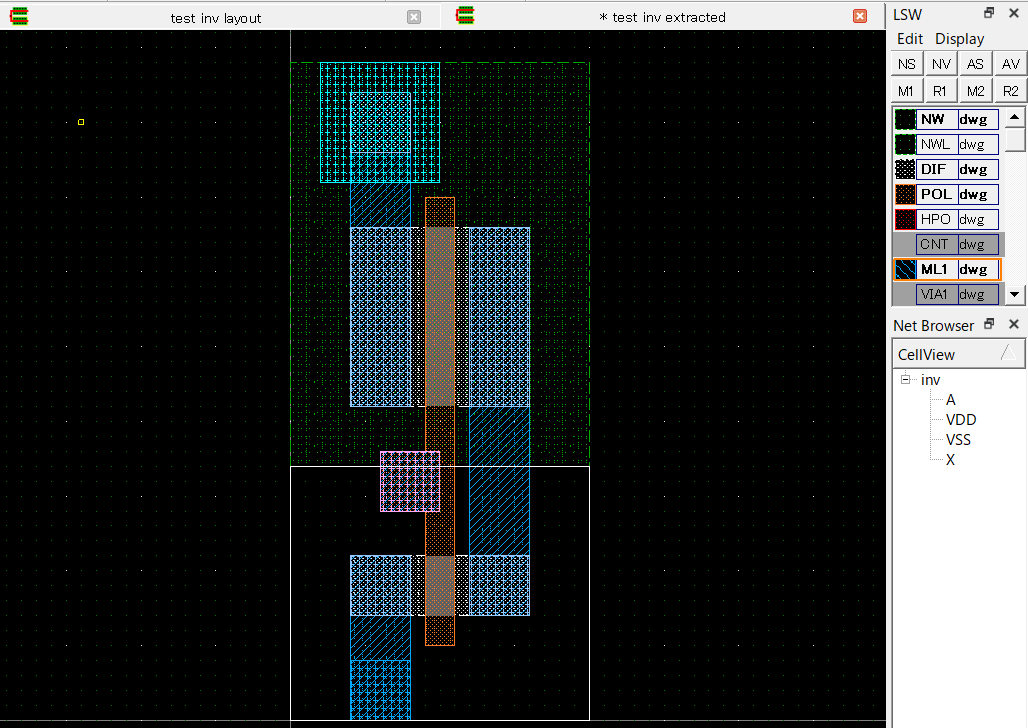 test inv layout
* test inv extracted
LSW
Edit Display
NS NV AS AV
M1 R1 M2 R2
NW dwg
NWL dwg
DIF dwg
POL dwg
HPO dwg
CNT dwg
ML1 dwg
VIA1 dwg
Net Browser
CellView
inv
A
VDD
VSS
X